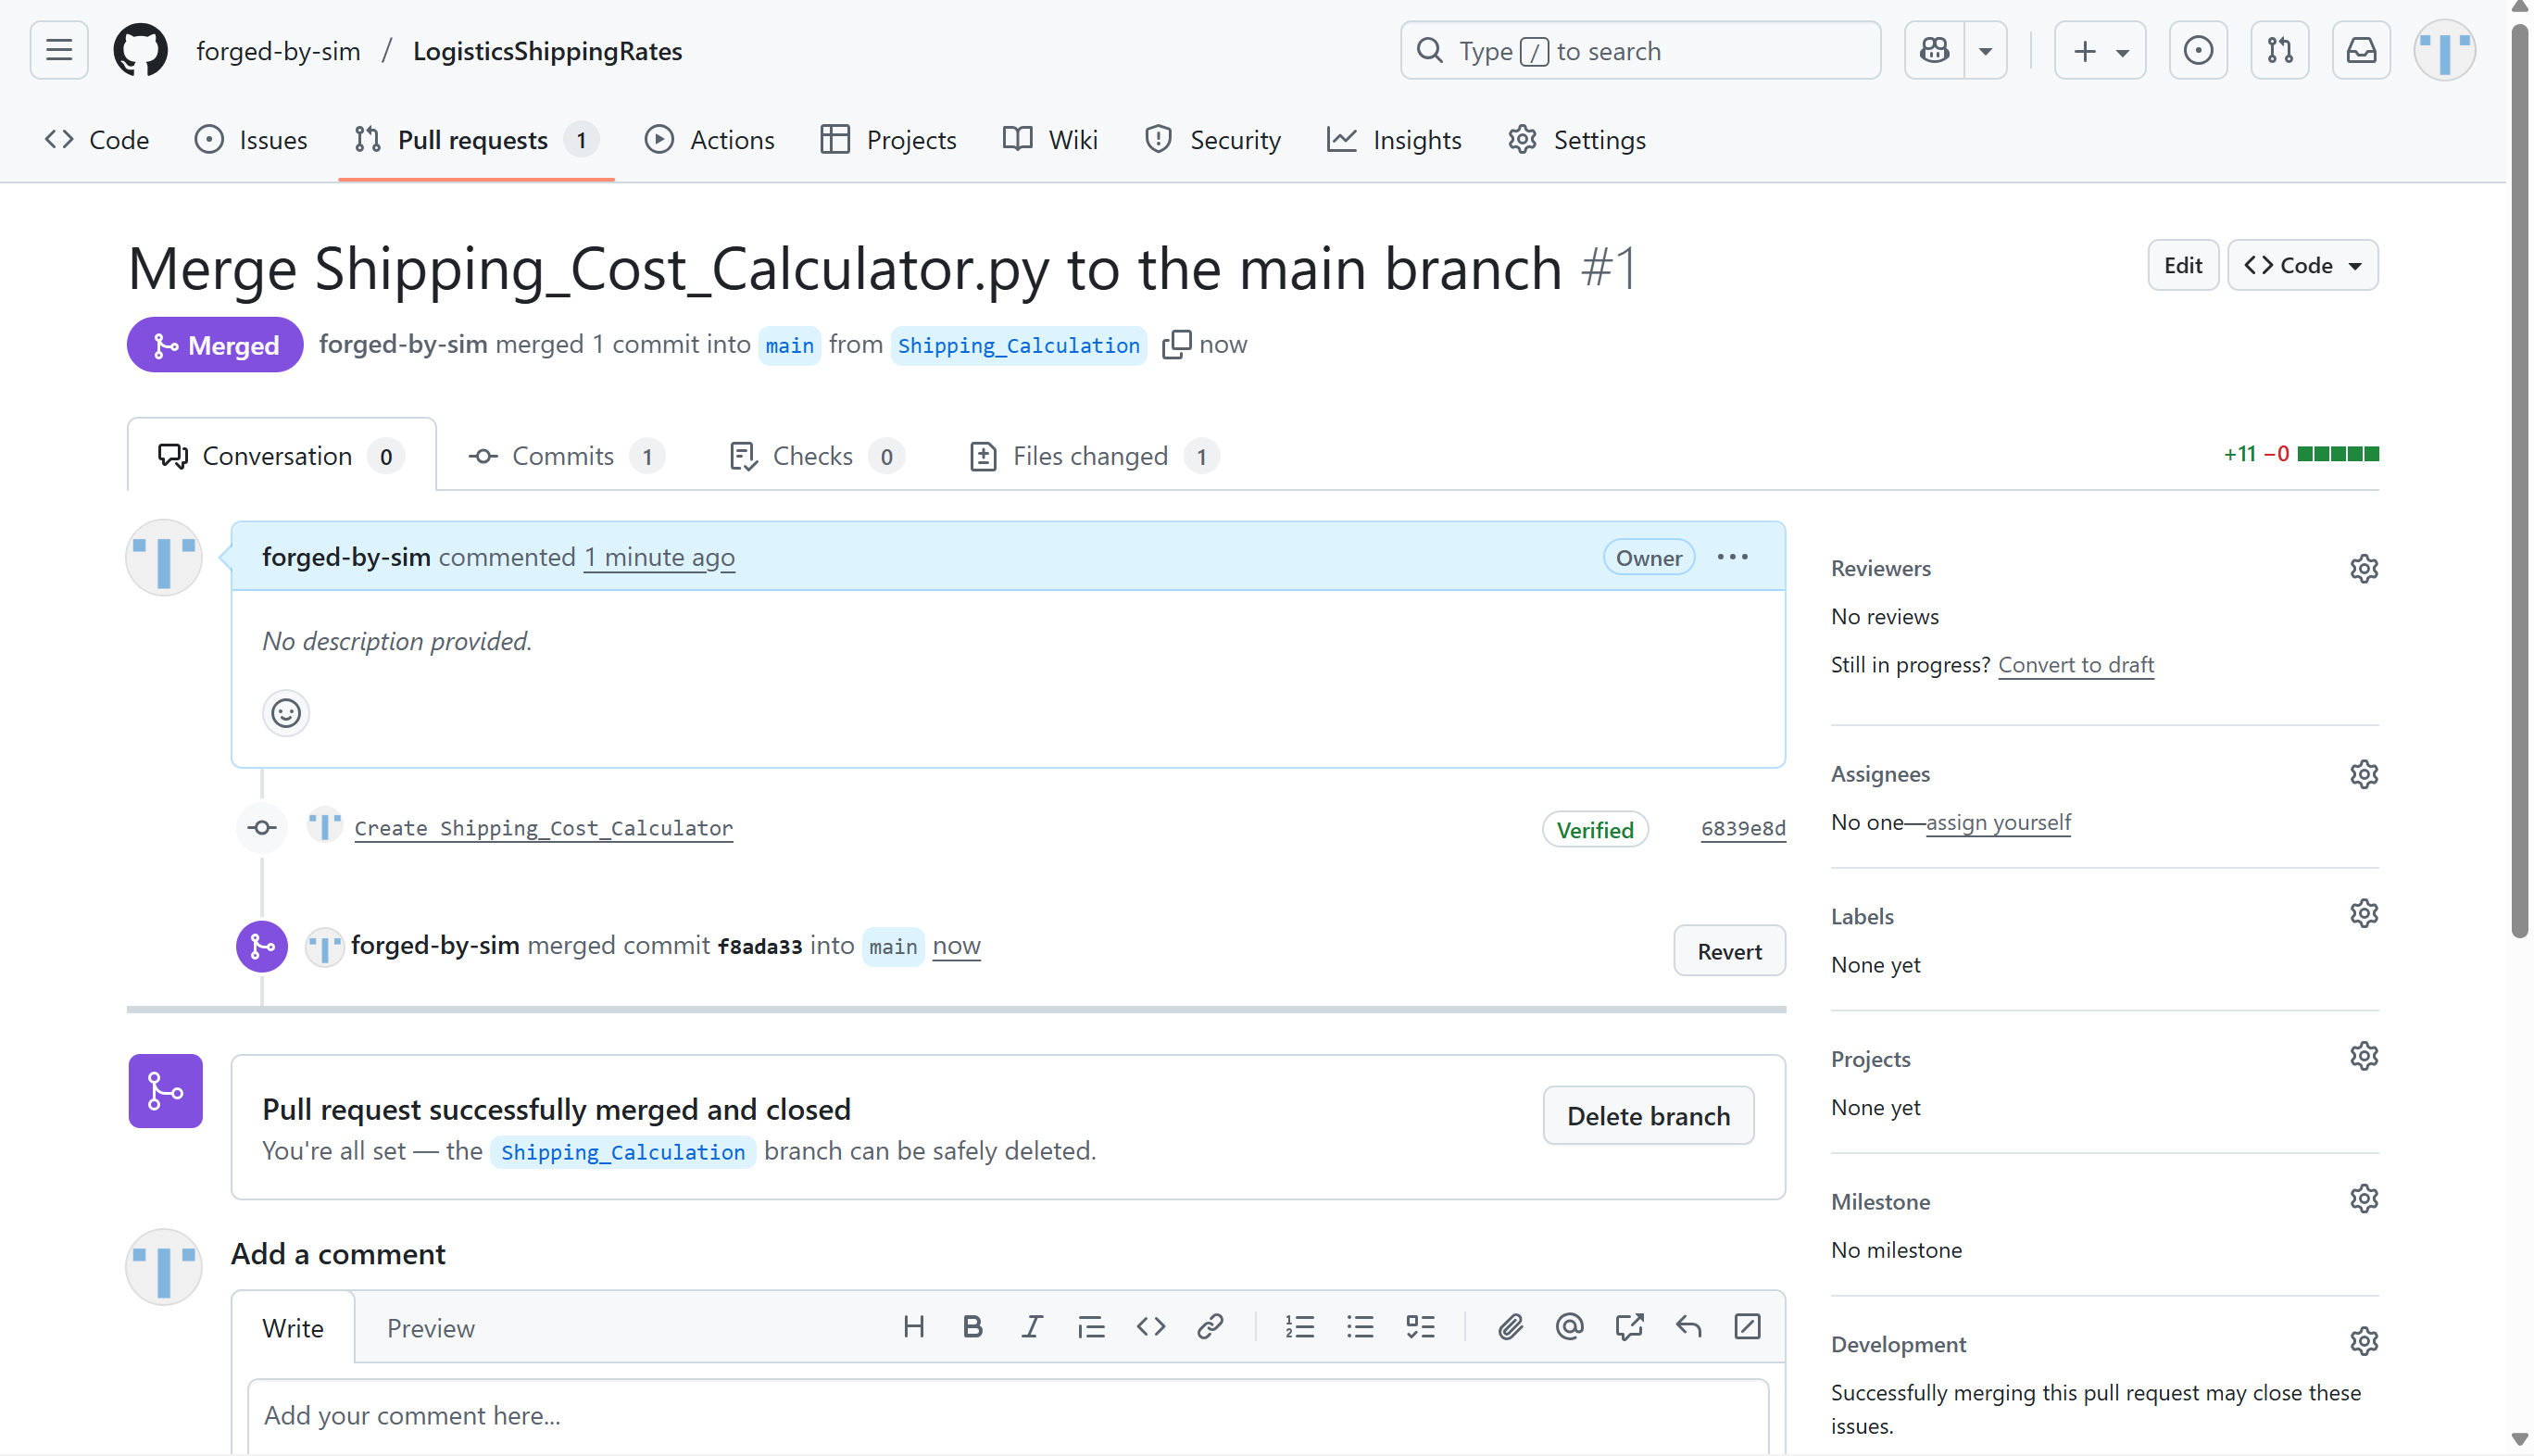 forged-by-sim / LogisticsShippingRates
Type / to search
Code
Issues
Pull requests 1
Actions
Projects
Wiki
Security
Insights
Settings
Merge Shipping_Cost_Calculator.py to the main branch #1
Edit
Code
Merged
forged-by-sim merged 1 commit into main from Shipping_Calculation now
Conversation 0
Commits 1
Checks 0
Files changed 1
+11 −0
forged-by-sim commented 1 minute ago
Owner
No description provided.
Create Shipping_Cost_Calculator
Verified
6839e8d
forged-by-sim merged commit f8ada33 into main now
Revert
Pull request successfully merged and closed
You're all set — the Shipping_Calculation branch can be safely deleted.
Delete branch
Add a comment
Write
Preview
Add your comment here...
Reviewers
No reviews
Still in progress? Convert to draft
Assignees
No one—assign yourself
Labels
None yet
Projects
None yet
Milestone
No milestone
Development
Successfully merging this pull request may close these
issues.